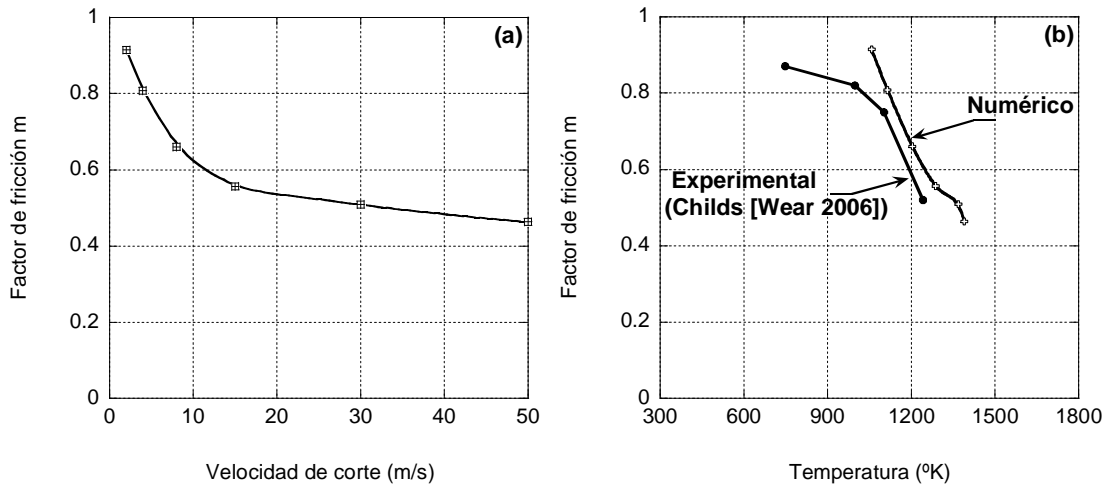 (a)
Factor de fricción m
1
0.8
0.6
0.4
0.2
0
0 10 20 30 40 50
Velocidad de corte (m/s)
(b)
Factor de fricción m
1
0.8
0.6
0.4
0.2
0
Numérico
Experimental
(Childs [Wear 2006])
300 600 900 1200 1500 1800
Temperatura (ºK)